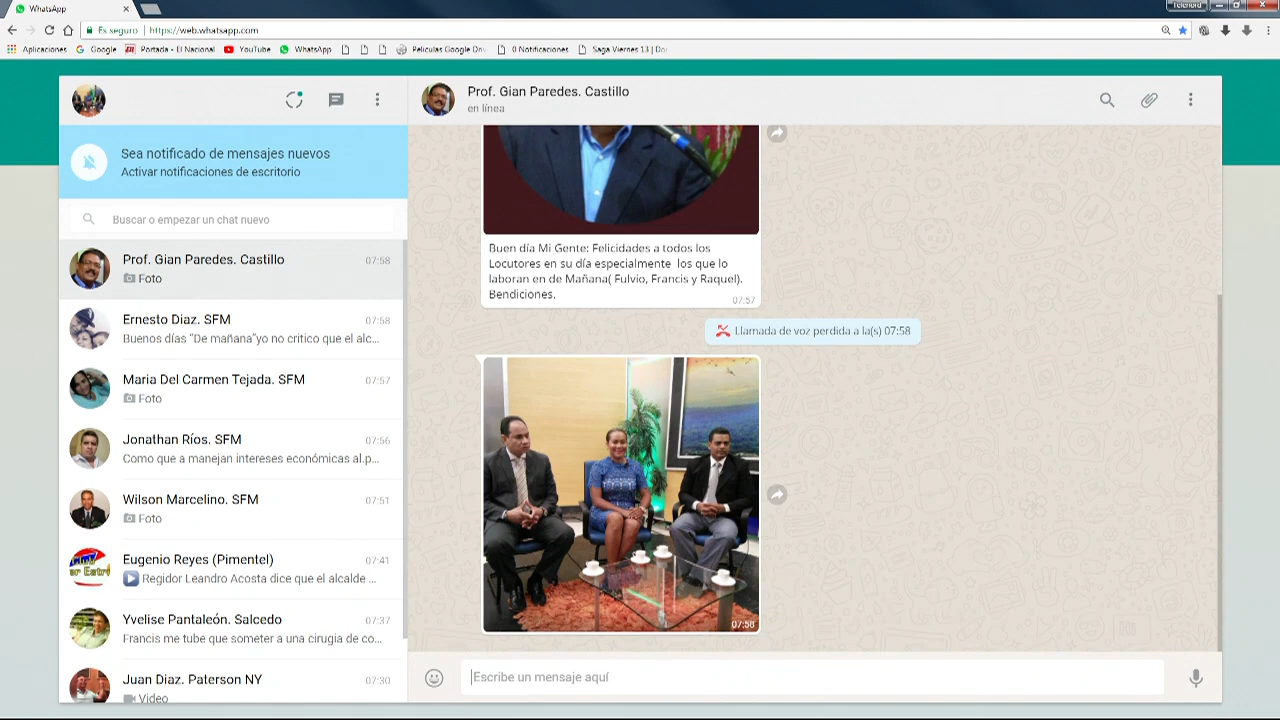 WhatsApp
Telenord
Es seguro
https://web.whatsapp.com
Aplicaciones
Google
Portada - El Nacional
YouTube
WhatsApp
Peliculas Google Dri
0 Notificaciones
Saga Viernes 13 | Do
Sea notificado de mensajes nuevos
Activar notificaciones de escritorio
Buscar o empezar un chat nuevo
Prof. Gian Paredes. Castillo
07:58
Foto
Ernesto Diaz. SFM
07:58
Buenos días "De mañana"yo no critico que el alc...
Maria Del Carmen Tejada. SFM
07:57
Foto
Jonathan Ríos. SFM
07:56
Como que a manejan intereses económicas al.p...
Wilson Marcelino. SFM
07:51
Foto
Eugenio Reyes (Pimentel)
07:41
Regidor Leandro Acosta dice que el alcalde ...
Yvelise Pantaleón. Salcedo
07:37
Francis me tube que someter a una cirugia de co...
Juan Diaz. Paterson NY
07:30
Video
Prof. Gian Paredes. Castillo
en línea
Buen día Mi Gente: Felicidades a todos los
Locutores en su día especialmente los que lo
laboran en de Mañana( Fulvio, Francis y Raquel).
Bendiciones.
07:57
Llamada de voz perdida a la(s) 07:58
07:58
Escribe un mensaje aquí